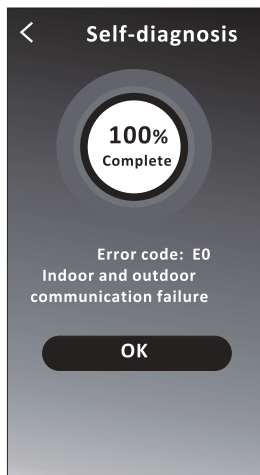 Self-diagnosis
100%
Complete
Error code: E0
Indoor and outdoor
communication failure
OK